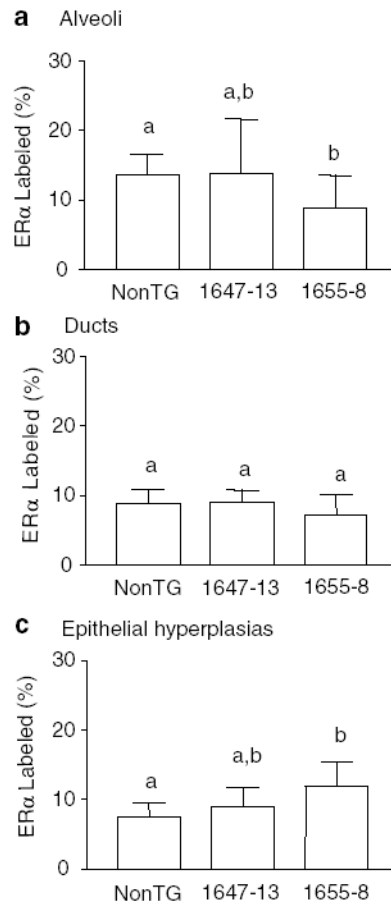 a Alveoli
ERα Labeled (%)
30
20
10
0
a
a,b
b
NonTG 1647-13 1655-8
b Ducts
ERα Labeled (%)
30
20
10
0
a
a
a
NonTG 1647-13 1655-8
c Epithelial hyperplasias
ERα Labeled (%)
30
20
10
0
a
a,b
b
NonTG 1647-13 1655-8